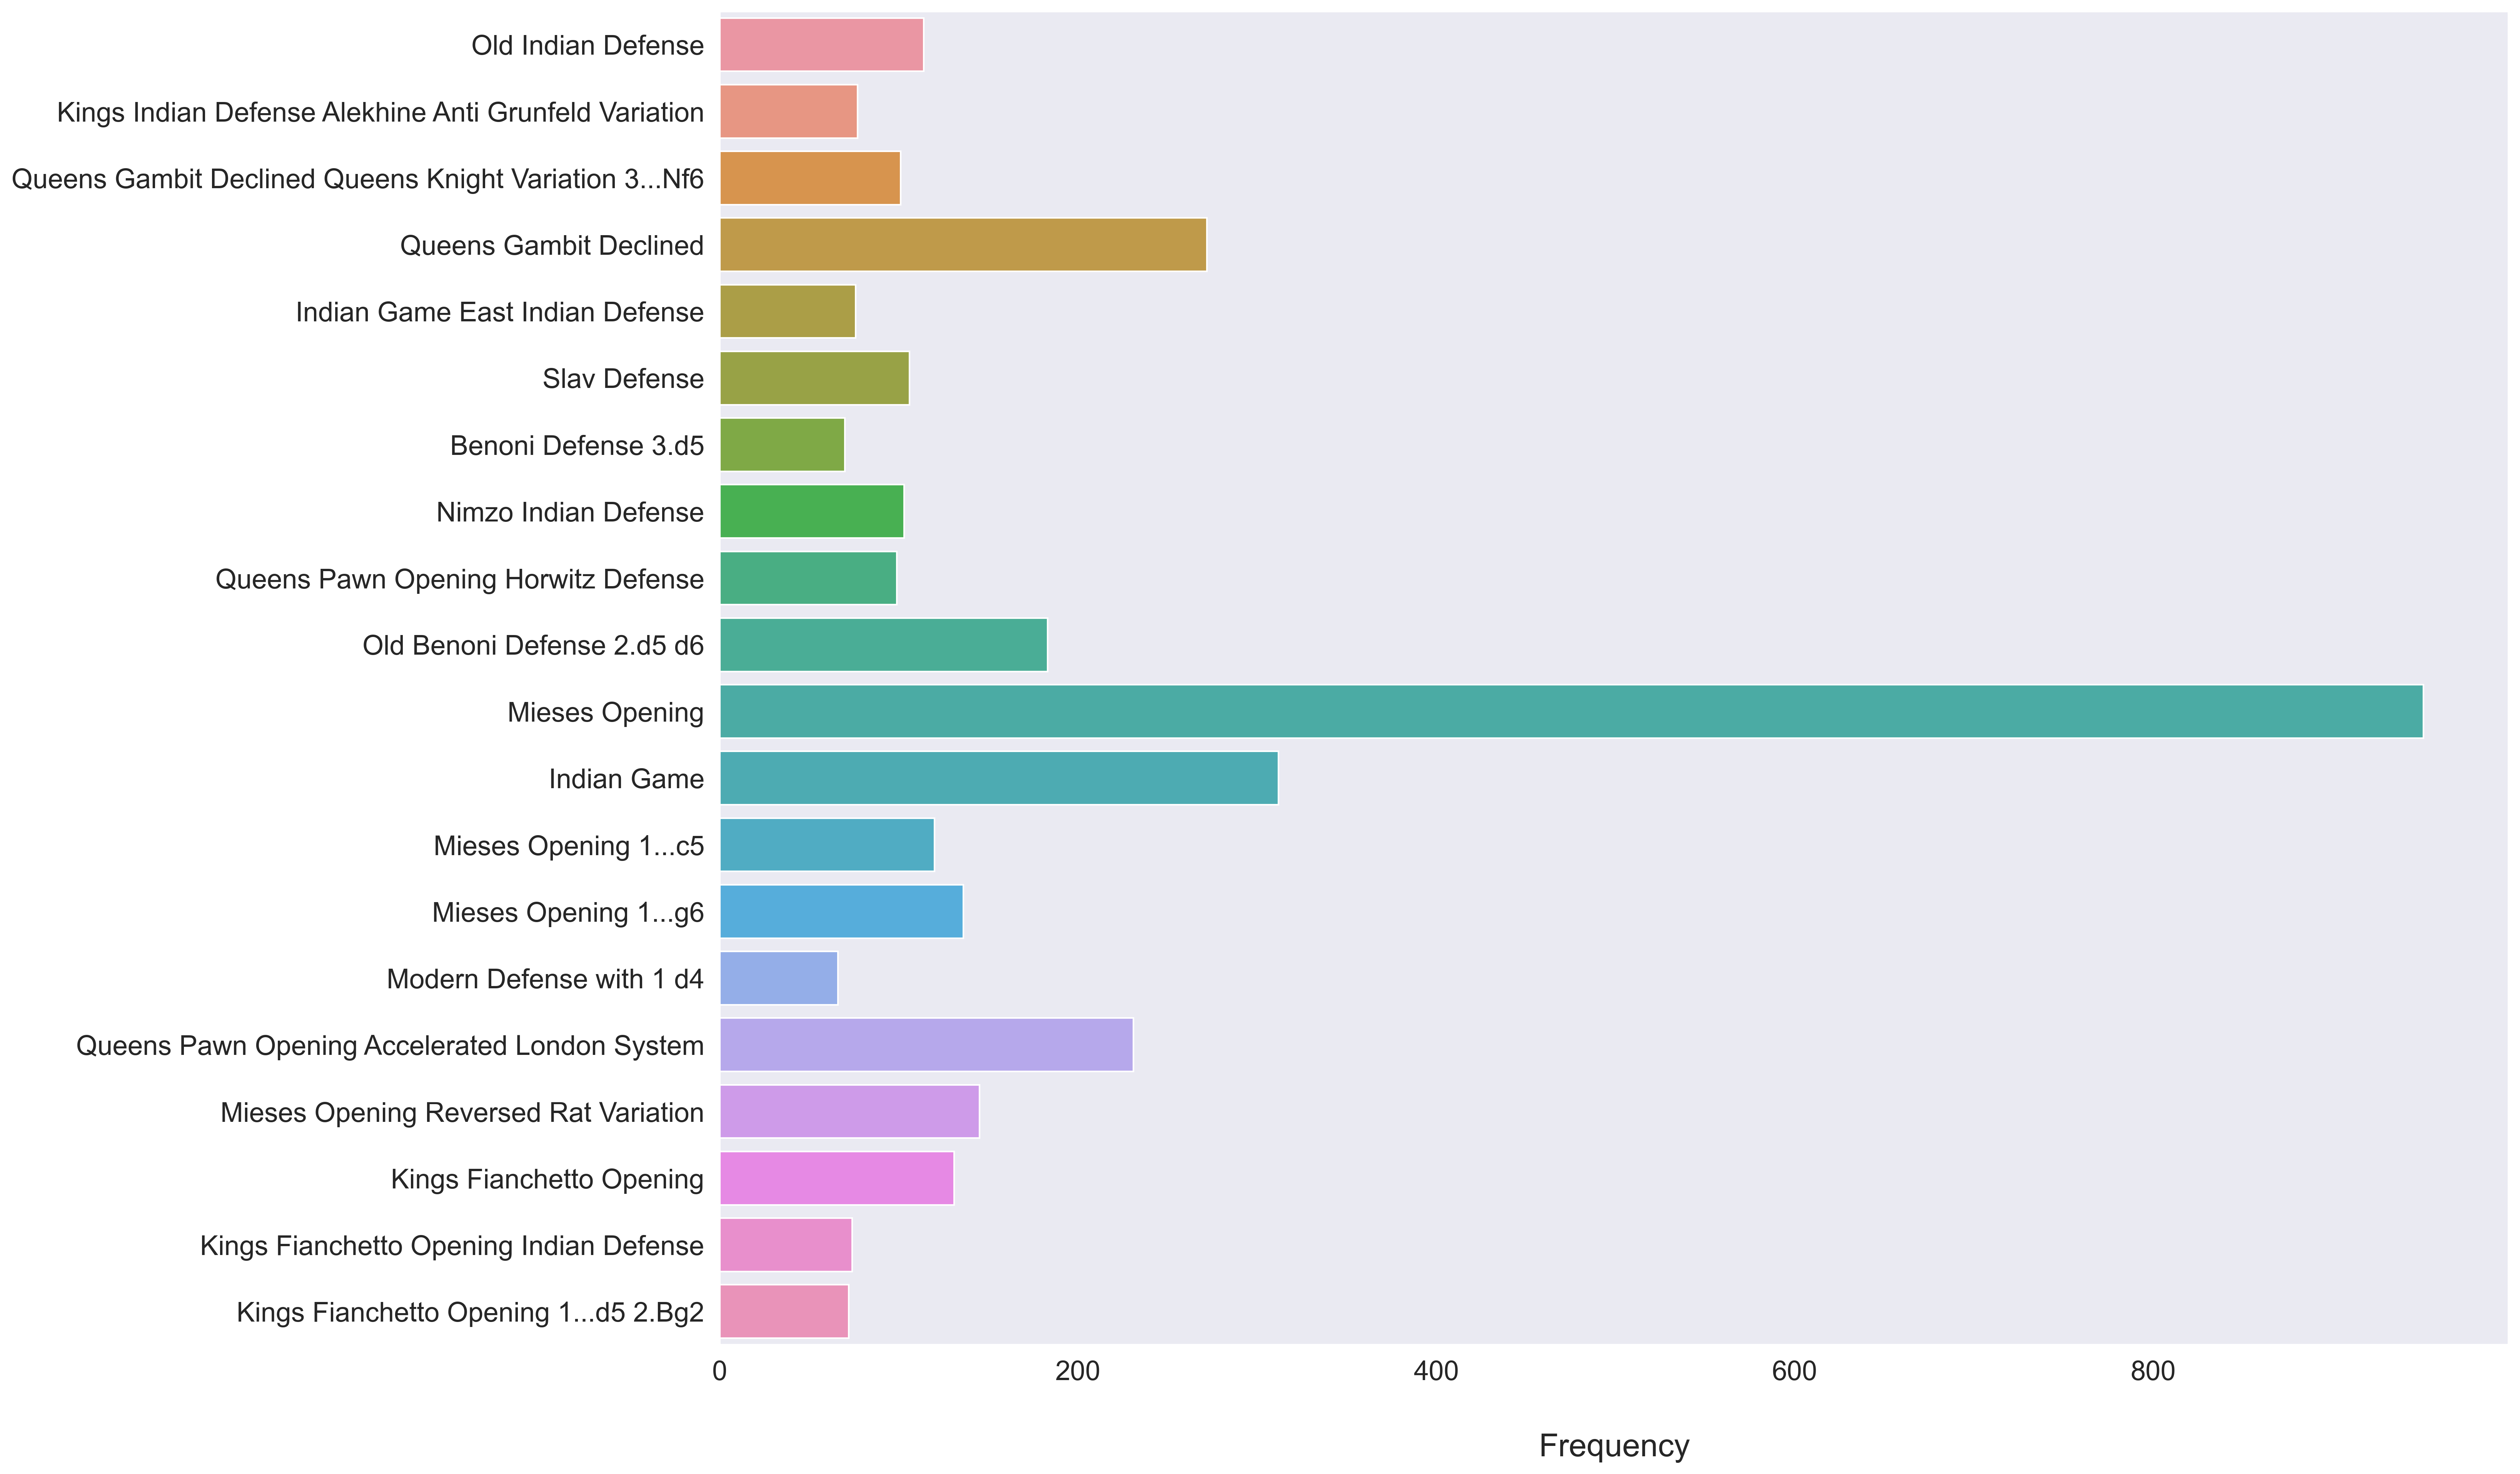 Old Indian Defense
Kings Indian Defense Alekhine Anti Grunfeld Variation
Queens Gambit Declined Queens Knight Variation 3...Nf6
Queens Gambit Declined
Indian Game East Indian Defense
Slav Defense
Benoni Defense 3.d5
Nimzo Indian Defense
Queens Pawn Opening Horwitz Defense
Old Benoni Defense 2.d5 d6
Mieses Opening
Indian Game
Mieses Opening 1...c5
Mieses Opening 1...g6
Modern Defense with 1 d4
Queens Pawn Opening Accelerated London System
Mieses Opening Reversed Rat Variation
Kings Fianchetto Opening
Kings Fianchetto Opening Indian Defense
Kings Fianchetto Opening 1...d5 2.Bg2
0 200 400 600 800
Frequency